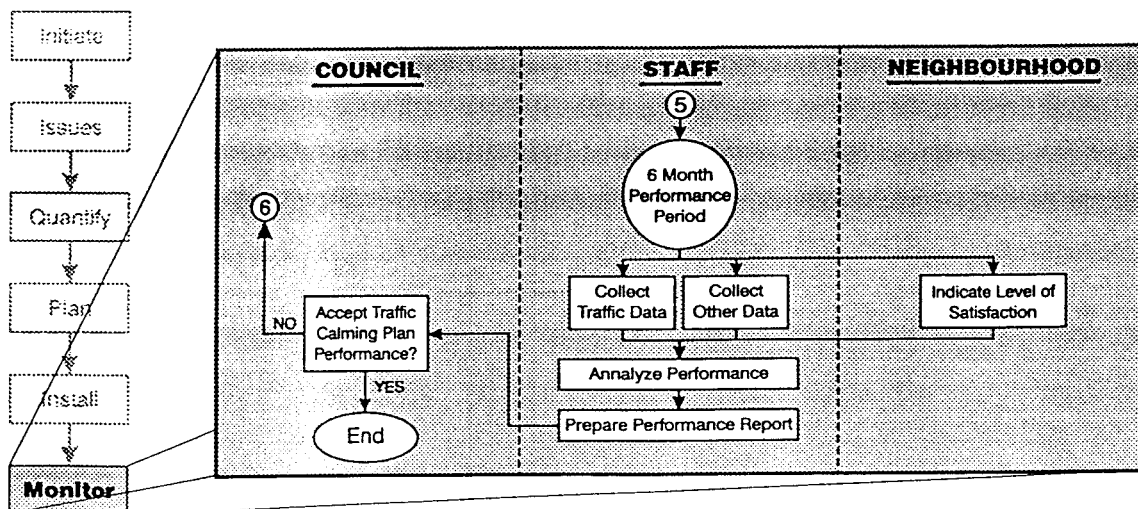 Initiate
Issues
Quantify
Plan
Install
Monitor
COUNCIL
STAFF
NEIGHBOURHOOD
5
6 Month
Performance
Period
6
Collect
Traffic Data
Collect
Other Data
Indicate Level of
Satisfaction
NO
Accept Traffic
Calming Plan
Performance?
YES
Annalyze Performance
Prepare Performance Report
End